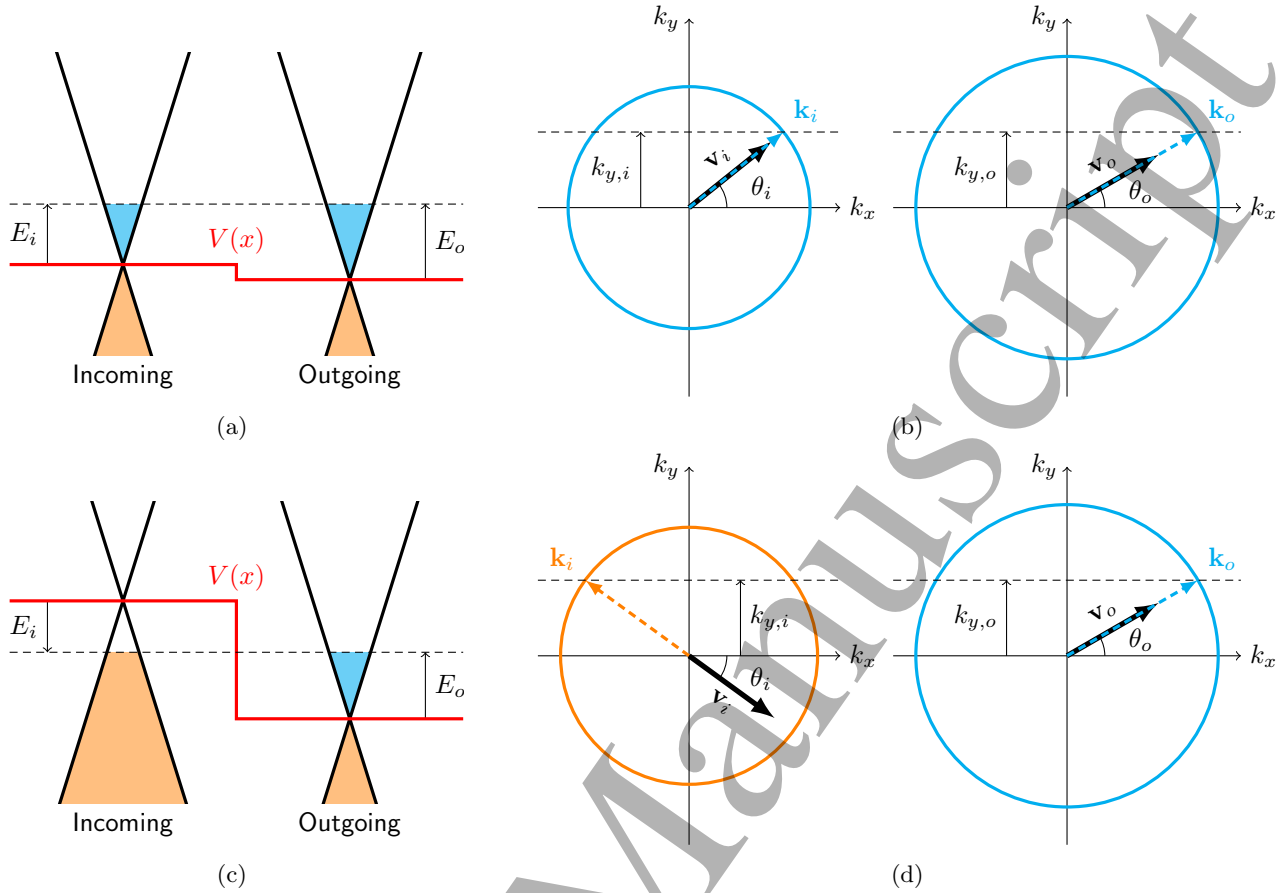 E_i
V(x)
E_o
Incoming
Outgoing
(a)
k_y
k_{y,i}
v_i
k_i
θ_i
k_x
k_y
k_{y,o}
v_o
k_o
θ_o
k_x
(b)
E_i
V(x)
E_o
Incoming
Outgoing
(c)
k_y
k_i
k_{y,i}
θ_i
v_i
k_x
k_y
k_{y,o}
v_o
k_o
θ_o
k_x
(d)
Manuscript